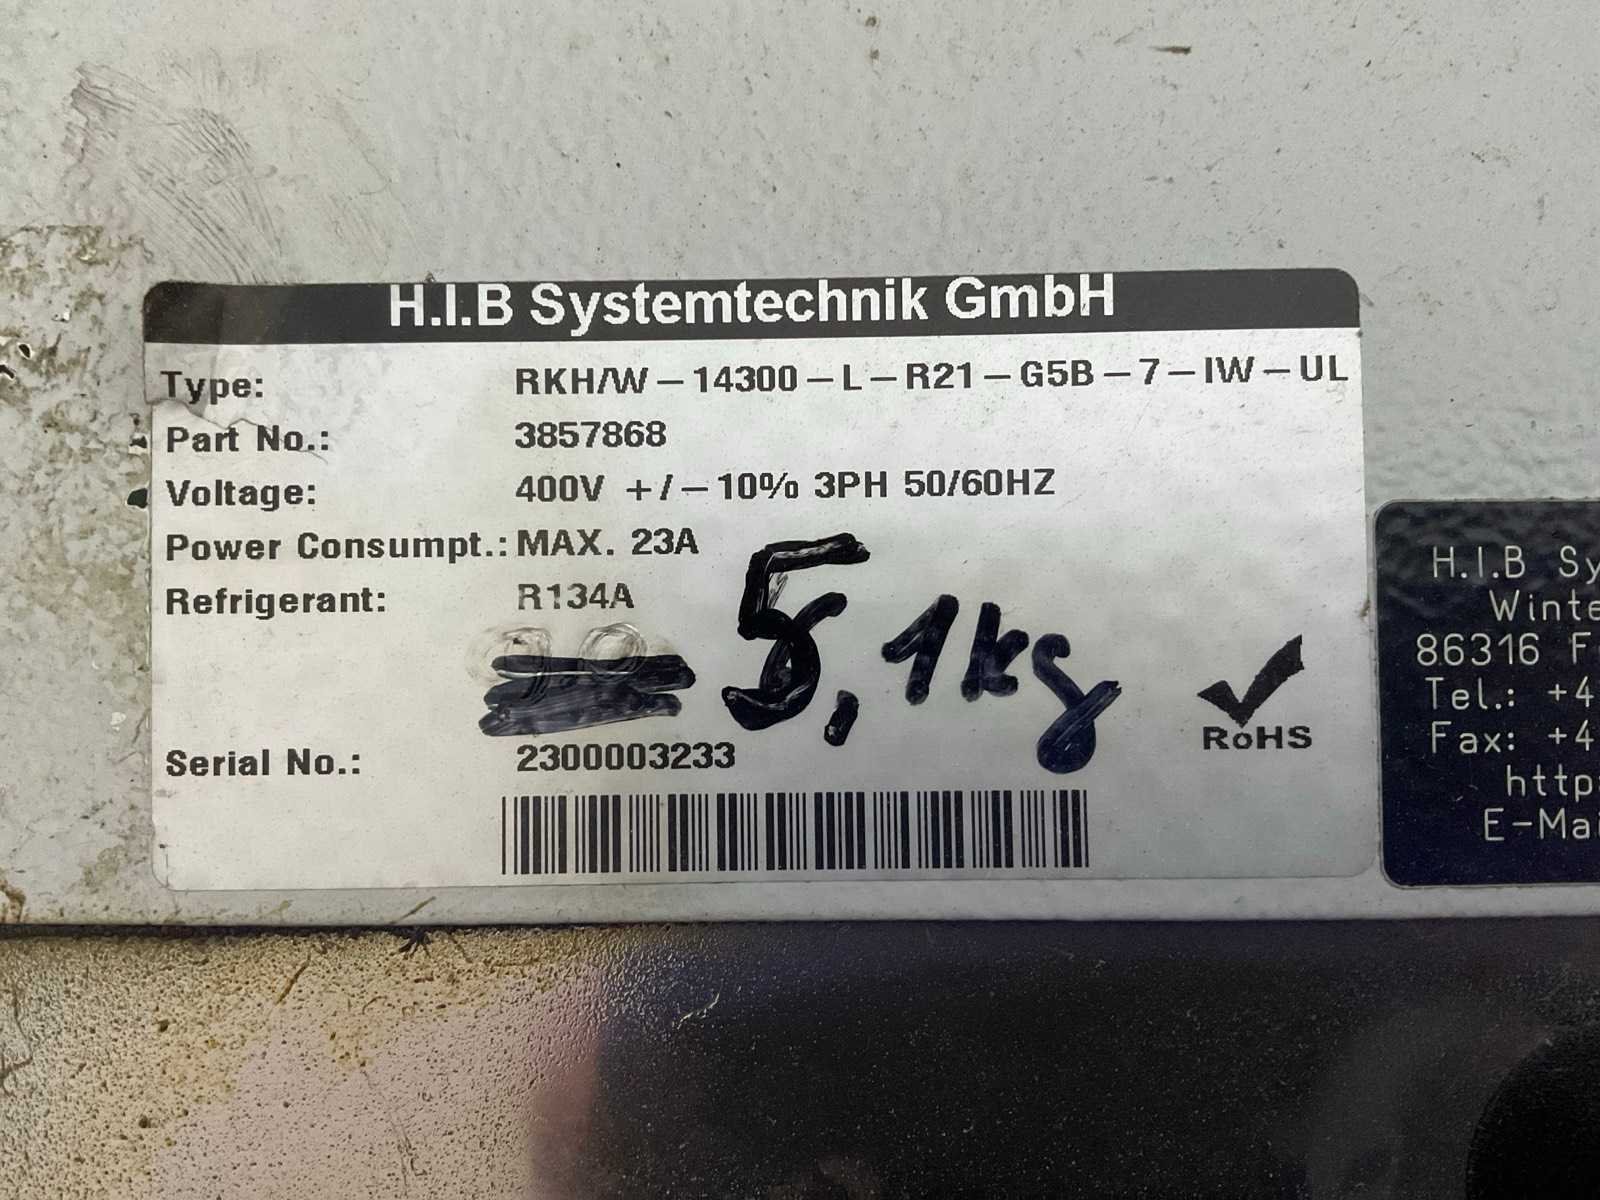 H.I.B Systemtechnik GmbH
Type: RKH/W-14300-L-R21-G5B-7-IW-UL
Part No.: 3857868
Voltage: 400V +/-10% 3PH 50/60HZ
Power Consumpt.: MAX. 23A
Refrigerant: R134A
5,1kg
RoHS
Serial No.: 2300003233
H.I.B Sy
Winte
86316 F
Tel.: +4
Fax: +4
http:
E-Mai